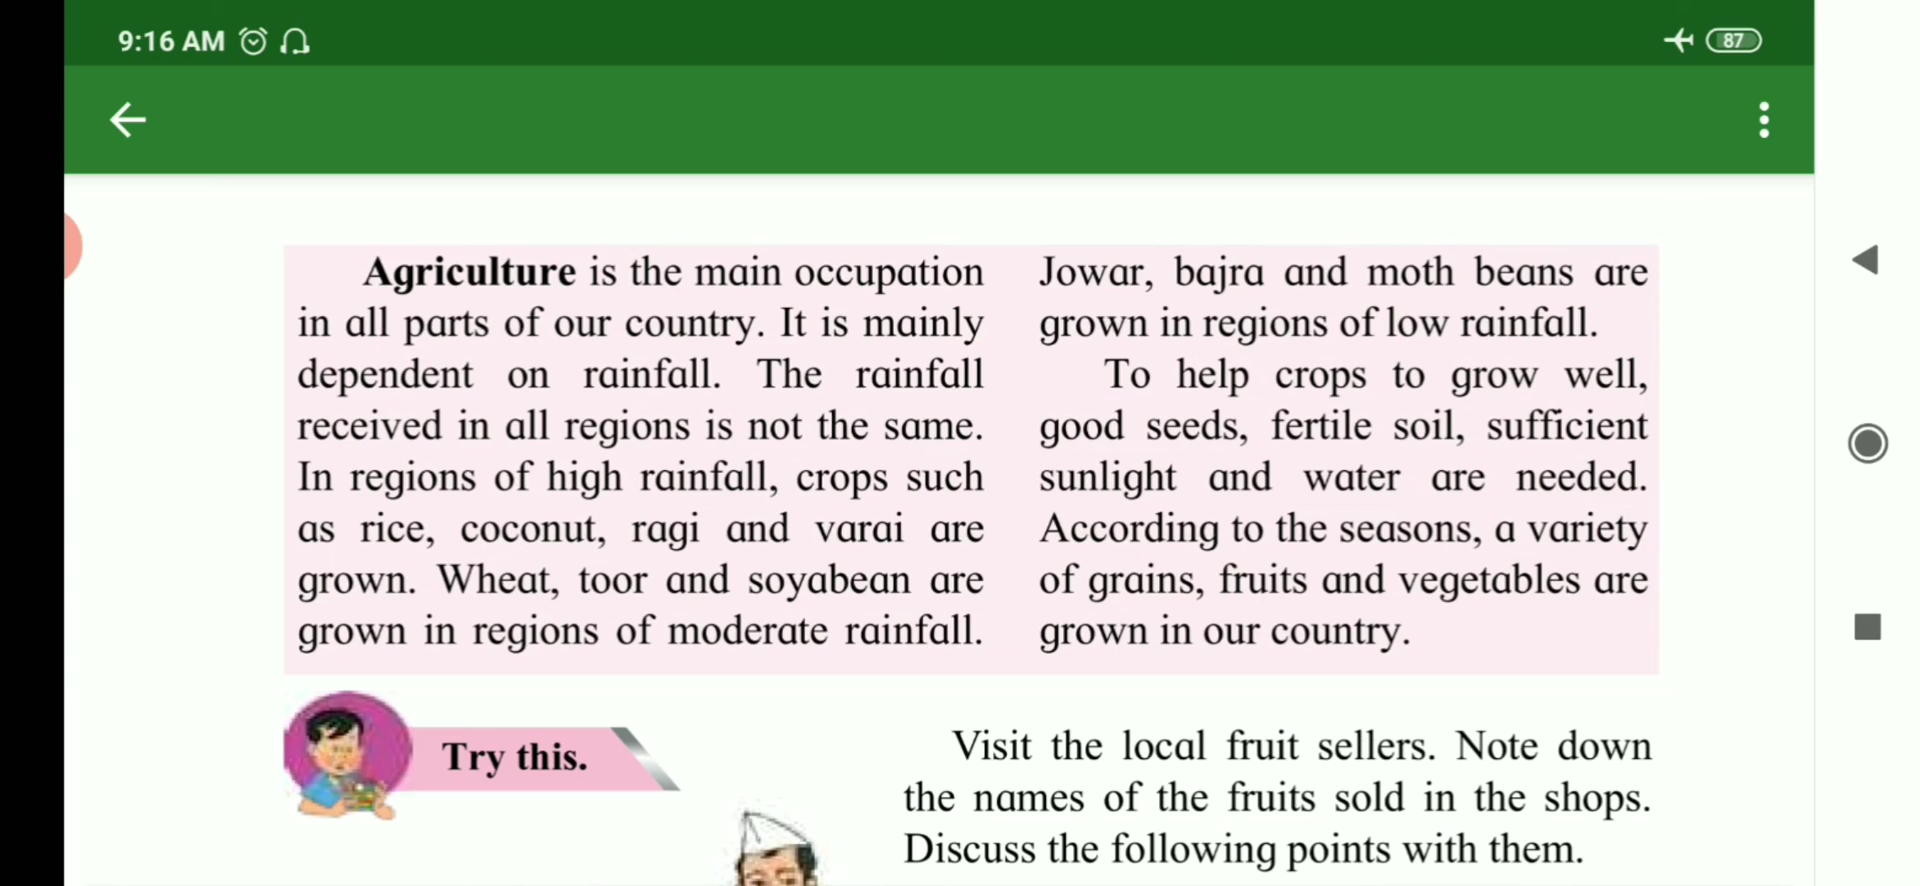 9:16 AM
87
Agriculture is the main occupation
in all parts of our country. It is mainly
dependent on rainfall. The rainfall
received in all regions is not the same.
In regions of high rainfall, crops such
as rice, coconut, ragi and varai are
grown. Wheat, toor and soyabean are
grown in regions of moderate rainfall.
Jowar, bajra and moth beans are
grown in regions of low rainfall.
To help crops to grow well,
good seeds, fertile soil, sufficient
sunlight and water are needed.
According to the seasons, a variety
of grains, fruits and vegetables are
grown in our country.
Try this.
Visit the local fruit sellers. Note down
the names of the fruits sold in the shops.
Discuss the following points with them.